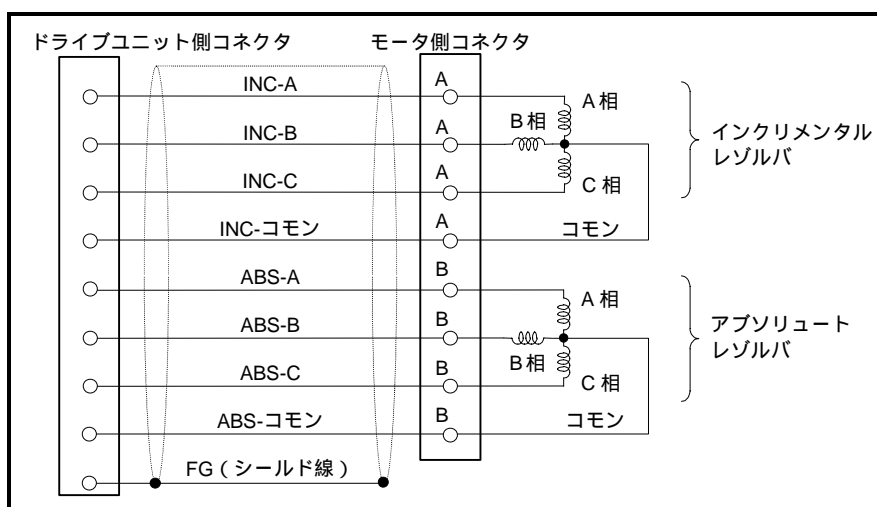 ドライブユニット側コネクタ
モータ側コネクタ
INC-A
A
A相
INC-B
A
B相
インクリメンタル
レゾルバ
INC-C
A
C相
INC-コモン
A
コモン
ABS-A
B
A相
ABS-B
B
B相
アブソリュート
レゾルバ
ABS-C
B
C相
ABS-コモン
B
コモン
FG（シールド線）